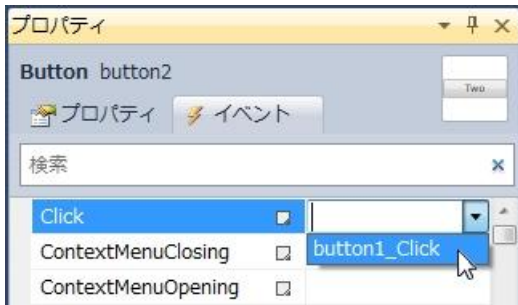 プロパティ
Button button2
Two
プロパティ イベント
検索
Click
button1_Click
ContextMenuClosing
ContextMenuOpening